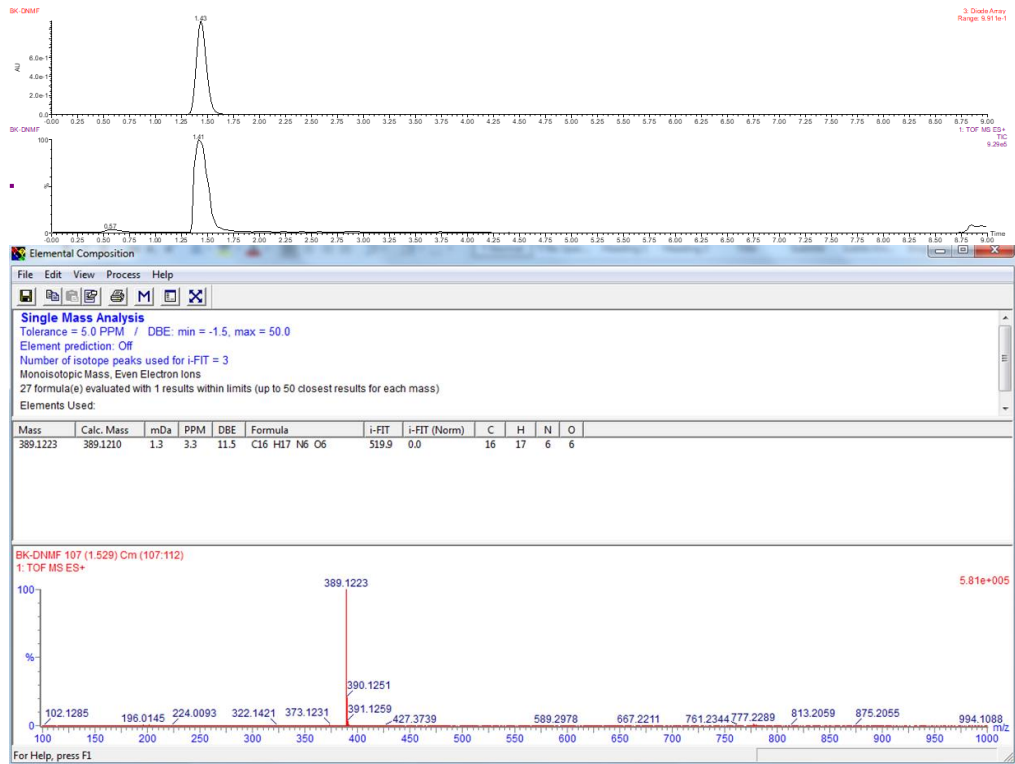 BK-DNMF
3: Diode Array
Range: 9.911e-1
1.43
AU
6.0e-1
4.0e-1
2.0e-1
0.0
-0.00 0.25 0.50 0.75 1.00 1.25 1.50 1.75 2.00 2.25 2.50 2.75 3.00 3.25 3.50 3.75 4.00 4.25 4.50 4.75 5.00 5.25 5.50 5.75 6.00 6.25 6.50 6.75 7.00 7.25 7.50 7.75 8.00 8.25 8.50 8.75 9.00
BK-DNMF
1: TOF MS ES+
TIC
9.29e5
1.41
100
%
0.57
0
-0.00 0.25 0.50 0.75 1.00 1.25 1.50 1.75 2.00 2.25 2.50 2.75 3.00 3.25 3.50 3.75 4.00 4.25 4.50 4.75 5.00 5.25 5.50 5.75 6.00 6.25 6.50 6.75 7.00 7.25 7.50 7.75 8.00 8.25 8.50 8.75 9.00
Time
Elemental Composition
File Edit View Process Help
M
Single Mass Analysis
Tolerance = 5.0 PPM / DBE: min = -1.5, max = 50.0
Element prediction: Off
Number of isotope peaks used for i-FIT = 3
Monoisotopic Mass, Even Electron Ions
27 formula(e) evaluated with 1 results within limits (up to 50 closest results for each mass)
Elements Used:
Mass Calc. Mass mDa PPM DBE Formula i-FIT i-FIT (Norm) C H N O
389.1223 389.1210 1.3 3.3 11.5 C16 H17 N6 O6 519.9 0.0 16 17 6 6
BK-DNMF 107 (1.529) Cm (107:112)
1: TOF MS ES+
5.81e+005
389.1223
100
%
0
390.1251
391.1259
102.1285 196.0145 224.0093 322.1421 373.1231 427.3739 589.2978 667.2211 761.2344 777.2289 813.2059 875.2055 994.1088
m/z
100 150 200 250 300 350 400 450 500 550 600 650 700 750 800 850 900 950 1000
For Help, press F1